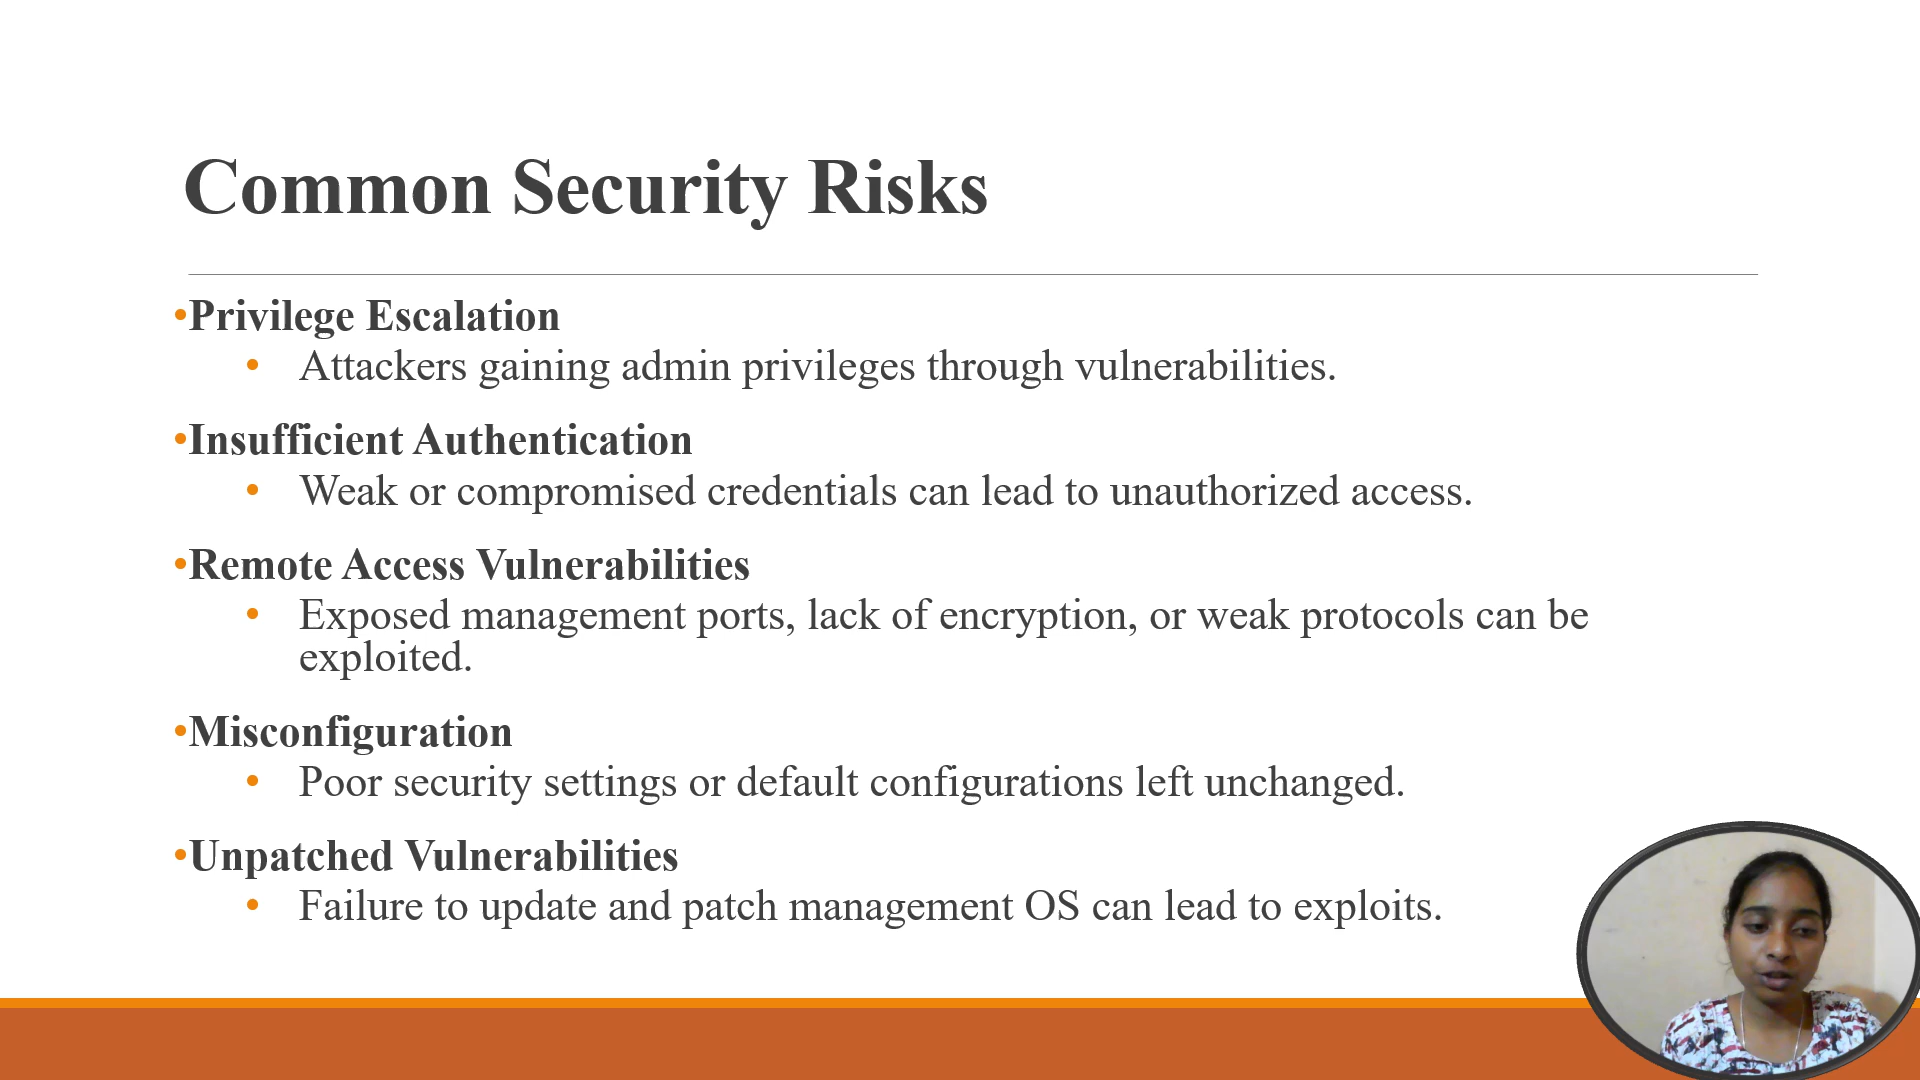 Common Security Risks
•Privilege Escalation
• Attackers gaining admin privileges through vulnerabilities.
•Insufficient Authentication
• Weak or compromised credentials can lead to unauthorized access.
•Remote Access Vulnerabilities
• Exposed management ports, lack of encryption, or weak protocols can be
exploited.
•Misconfiguration
• Poor security settings or default configurations left unchanged.
•Unpatched Vulnerabilities
• Failure to update and patch management OS can lead to exploits.